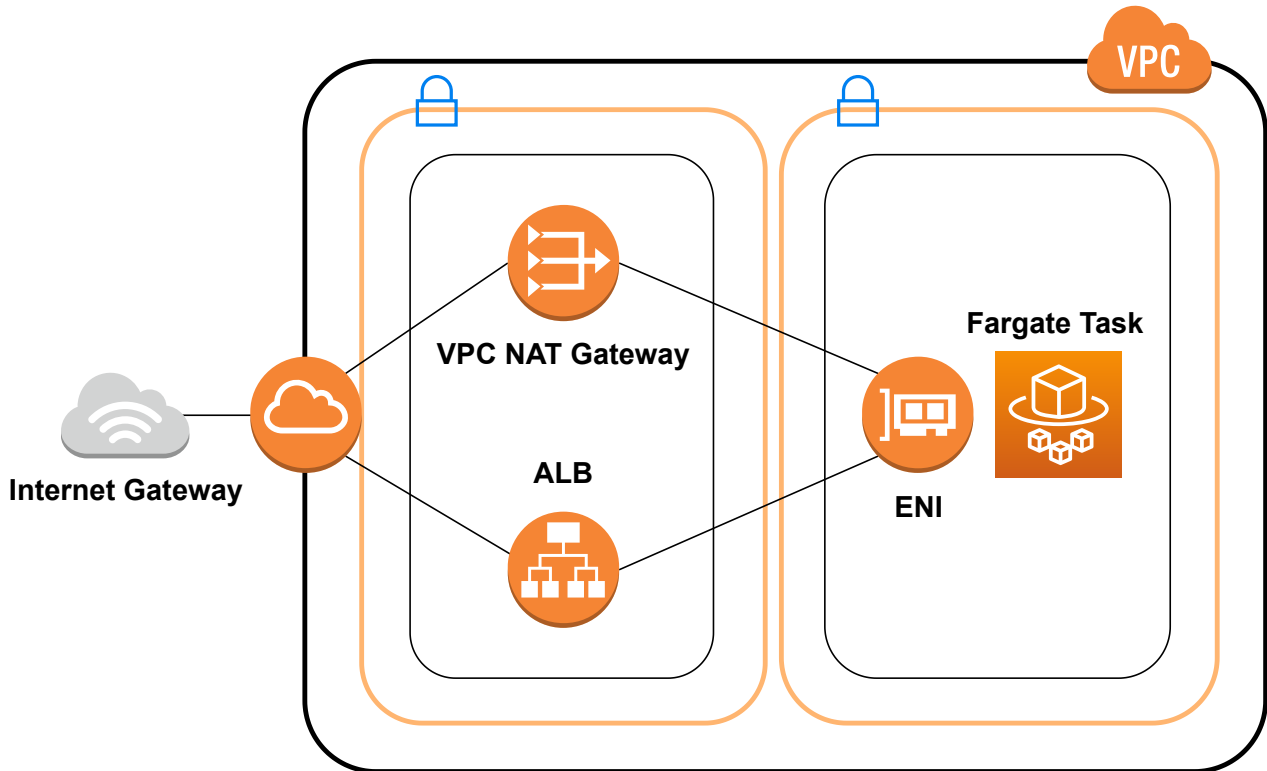 VPC
Fargate Task
VPC NAT Gateway
Internet Gateway
ALB
ENI